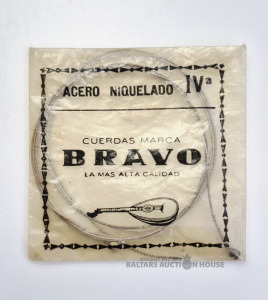 ACERO NIQUELADO IVª
CUERDAS MARCA
BRAVO
LA MAS ALTA CALIDAD
BALTARS AUCTION HOUSE